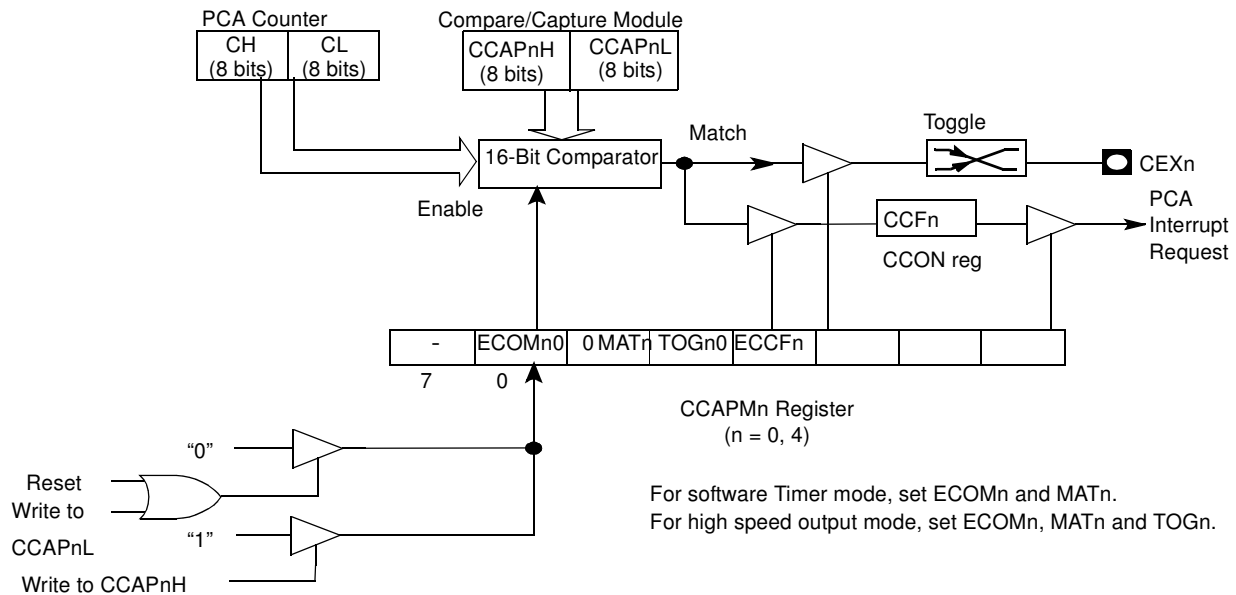 PCA Counter
CH
(8 bits)
CL
(8 bits)
Compare/Capture Module
CCAPnH
(8 bits)
CCAPnL
(8 bits)
16-Bit Comparator
Match
Toggle
CEXn
Enable
CCFn
CCON reg
PCA
Interrupt
Request
- ECOMn0 0 MATn TOGn0 ECCFn
7 0
CCAPMn Register
(n = 0, 4)
“0”
Reset
Write to
CCAPnL
“1”
Write to CCAPnH
For software Timer mode, set ECOMn and MATn.
For high speed output mode, set ECOMn, MATn and TOGn.